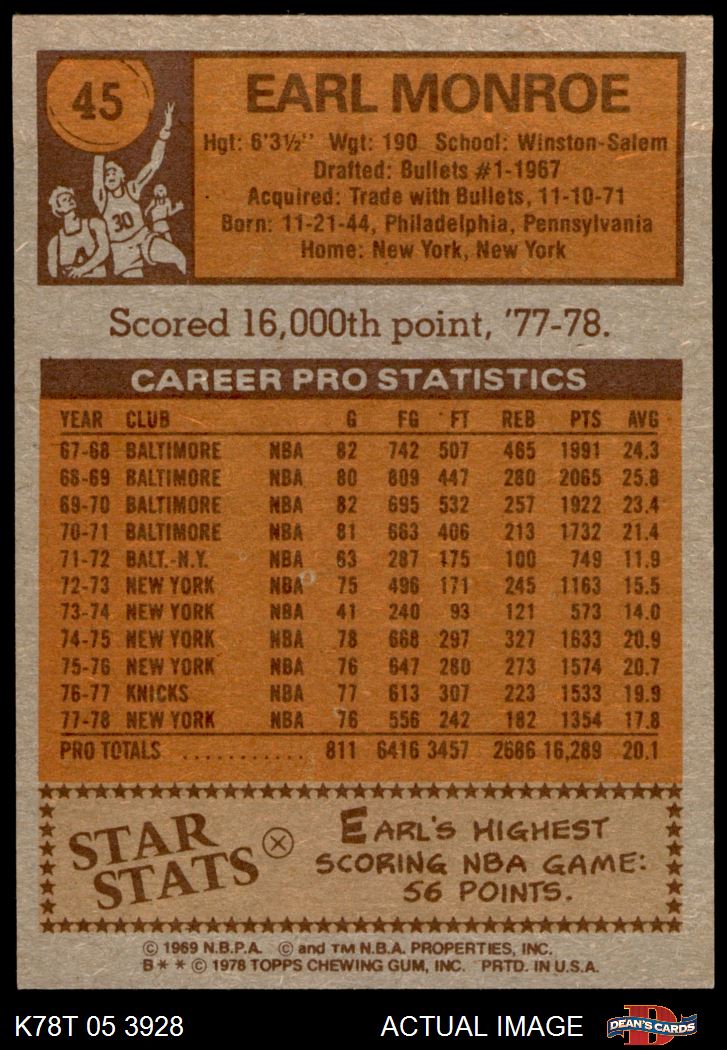 45
EARL MONROE
Hgt: 6'3½" Wgt: 190 School: Winston-Salem
Drafted: Bullets #1-1967
Acquired: Trade with Bullets, 11-10-71
Born: 11-21-44, Philadelphia, Pennsylvania
Home: New York, New York
30
Scored 16,000th point, '77-78.
CAREER PRO STATISTICS
YEAR CLUB G FG FT REB PTS AVG
67-68 BALTIMORE NBA 82 742 507 465 1991 24.3
68-69 BALTIMORE NBA 80 809 447 280 2065 25.8
69-70 BALTIMORE NBA 82 695 532 257 1922 23.4
70-71 BALTIMORE NBA 81 663 406 213 1732 21.4
71-72 BALT.-N.Y. NBA 63 287 175 100 749 11.9
72-73 NEW YORK NBA 75 496 171 245 1163 15.5
73-74 NEW YORK NBA 41 240 93 121 573 14.0
74-75 NEW YORK NBA 78 668 297 327 1633 20.9
75-76 NEW YORK NBA 76 647 280 273 1574 20.7
76-77 KNICKS NBA 77 613 307 223 1533 19.9
77-78 NEW YORK NBA 76 556 242 182 1354 17.8
PRO TOTALS ........... 811 6416 3457 2686 16,289 20.1
STAR STATS
EARL'S HIGHEST
SCORING NBA GAME:
56 POINTS.
© 1969 N.B.P.A. © and TM N.B.A. PROPERTIES, INC.
B* * © 1978 TOPPS CHEWING GUM, INC. PRTD. IN U.S.A.
K78T 05 3928 ACTUAL IMAGE
D
DEAN'S CARDS